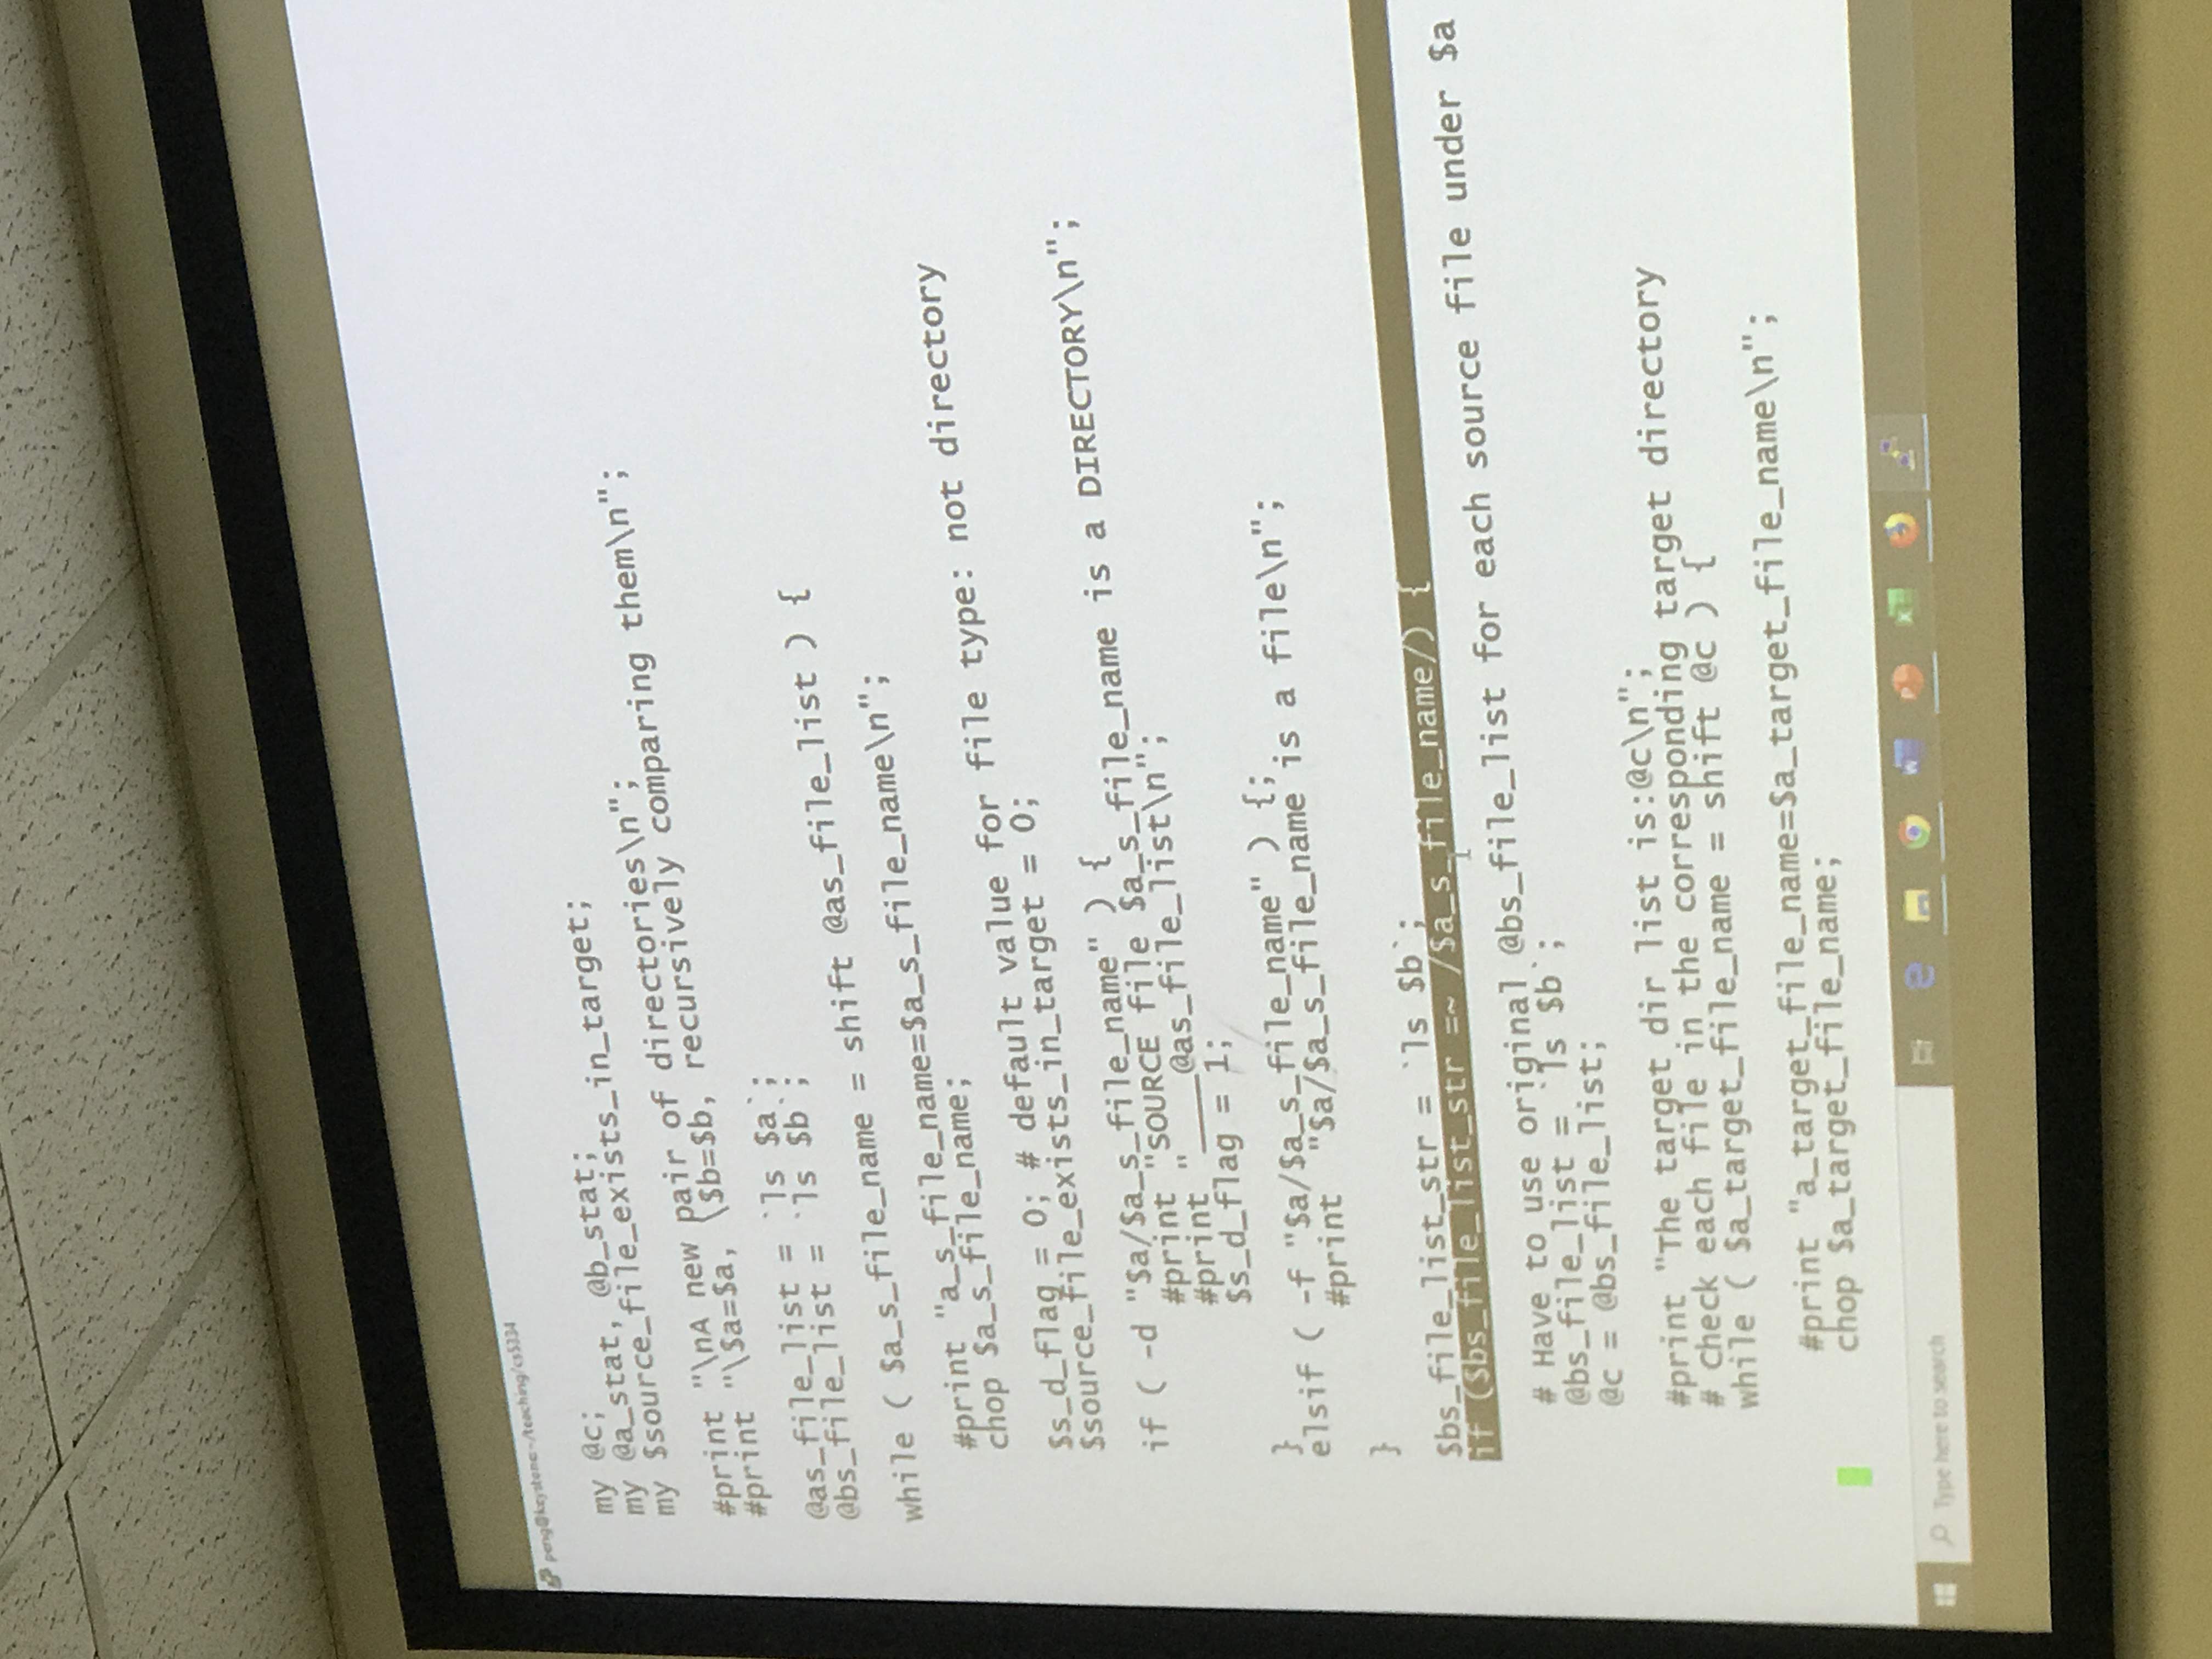 peng@keystone:~/teaching/cs5334
my @c;
my @a_stat, @b_stat;
my $source_file_exists_in_target;
#print "\nA new pair of directories\n";
#print "\$a=$a, \$b=$b, recursively comparing them\n";
@as_file_list = `ls $a`;
@bs_file_list = `ls $b`;
while ( $a_s_file_name = shift @as_file_list ) {
#print "a_s_file_name=$a_s_file_name\n";
chop $a_s_file_name;
$s_d_flag = 0; # default value for file type: not directory
$source_file_exists_in_target = 0;
if ( -d "$a/$a_s_file_name" ) {
#print "SOURCE file $a_s_file_name is a DIRECTORY\n";
#print "____@as_file_list\n";
$s_d_flag = 1;
}
elsif ( -f "$a/$a_s_file_name" ) {;
#print  "$a/$a_s_file_name is a file\n";
}
$bs_file_list_str = `ls $b`;
if ($bs_file_list_str =~ /$a_s_file_name/) {
# Have to use original @bs_file_list for each source file under $a
@bs_file_list = `ls $b`;
@c = @bs_file_list;
#print "The target dir list is:@c\n";
# Check each file in the corresponding target directory
while ( $a_target_file_name = shift @c ) {
#print "a_target_file_name=$a_target_file_name\n";
chop $a_target_file_name;
Type here to search